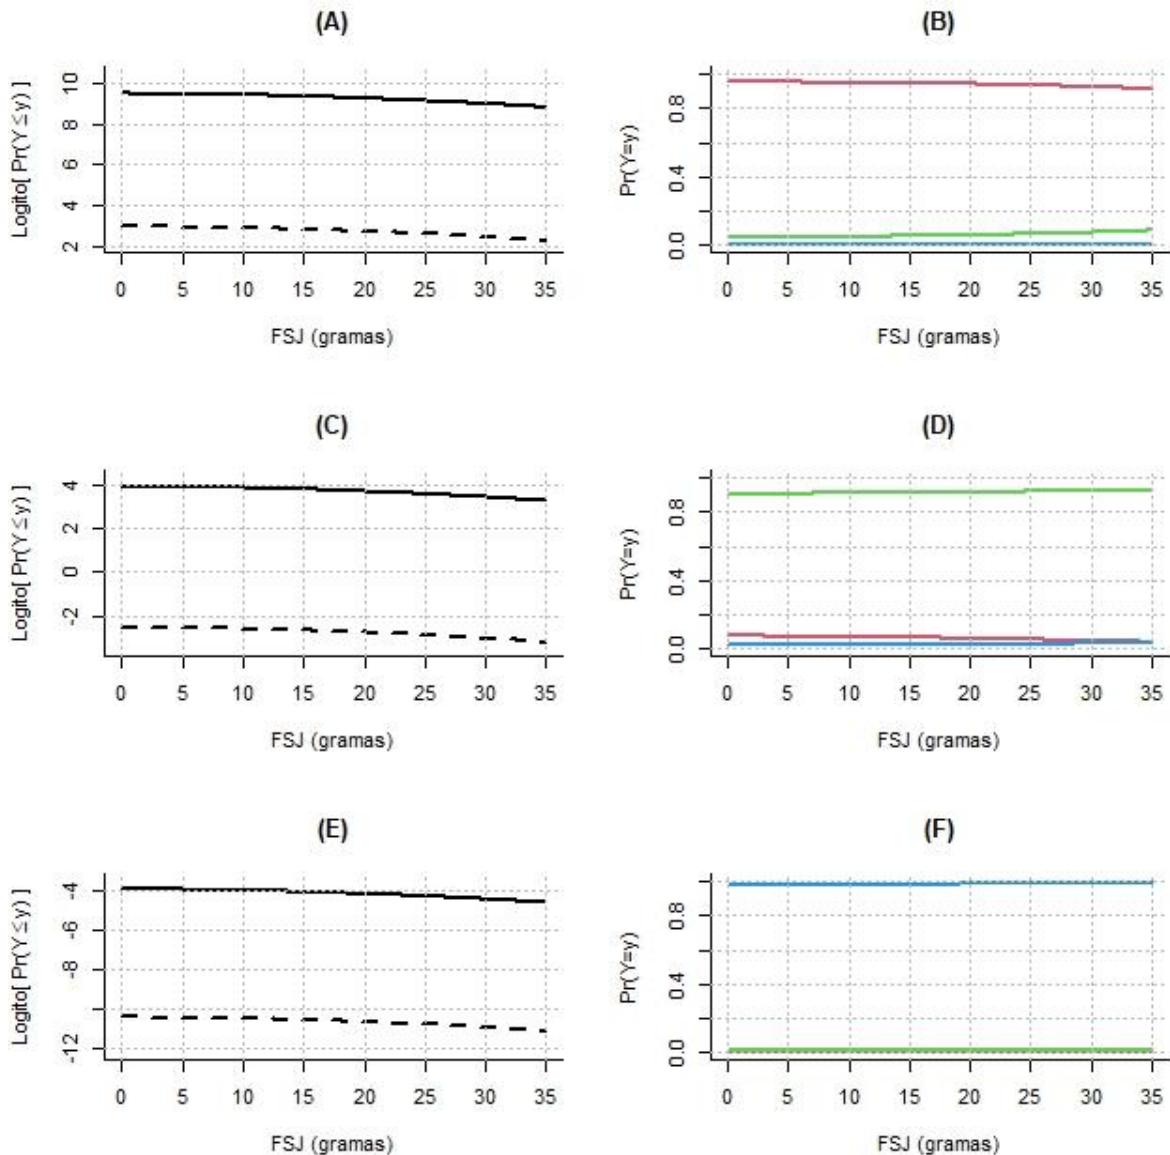 (A)
Logito[ Pr(Y ≤ y) ]
10
8
6
4
2
0 5 10 15 20 25 30 35
FSJ (gramas)
(B)
Pr(Y=y)
0.8
0.4
0.0
0 5 10 15 20 25 30 35
FSJ (gramas)
(C)
Logito[ Pr(Y ≤ y) ]
4
2
0
-2
0 5 10 15 20 25 30 35
FSJ (gramas)
(D)
Pr(Y=y)
0.8
0.4
0.0
0 5 10 15 20 25 30 35
FSJ (gramas)
(E)
Logito[ Pr(Y ≤ y) ]
-4
-6
-8
-12
0 5 10 15 20 25 30 35
FSJ (gramas)
(F)
Pr(Y=y)
0.8
0.4
0.0
0 5 10 15 20 25 30 35
FSJ (gramas)